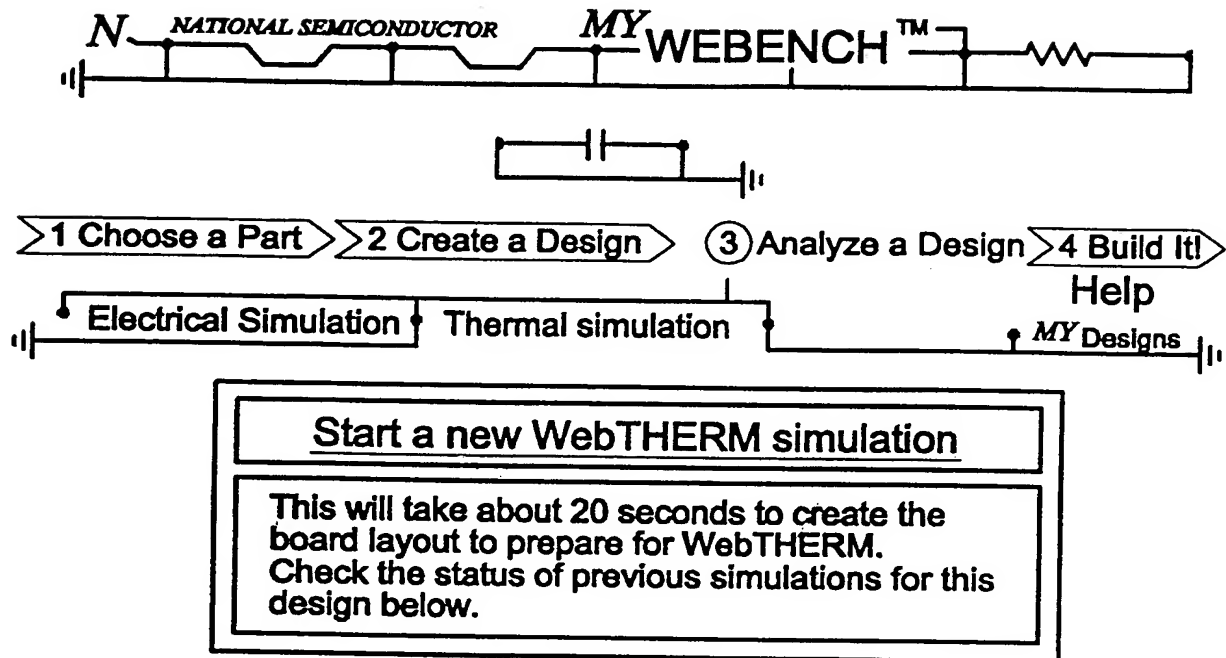 N NATIONAL SEMICONDUCTOR MY WEBENCH™
1 Choose a Part 2 Create a Design 3 Analyze a Design 4 Build It!
Help
Electrical Simulation Thermal simulation
MY Designs
Start a new WebTHERM simulation
This will take about 20 seconds to create the
board layout to prepare for WebTHERM.
Check the status of previous simulations for this
design below.